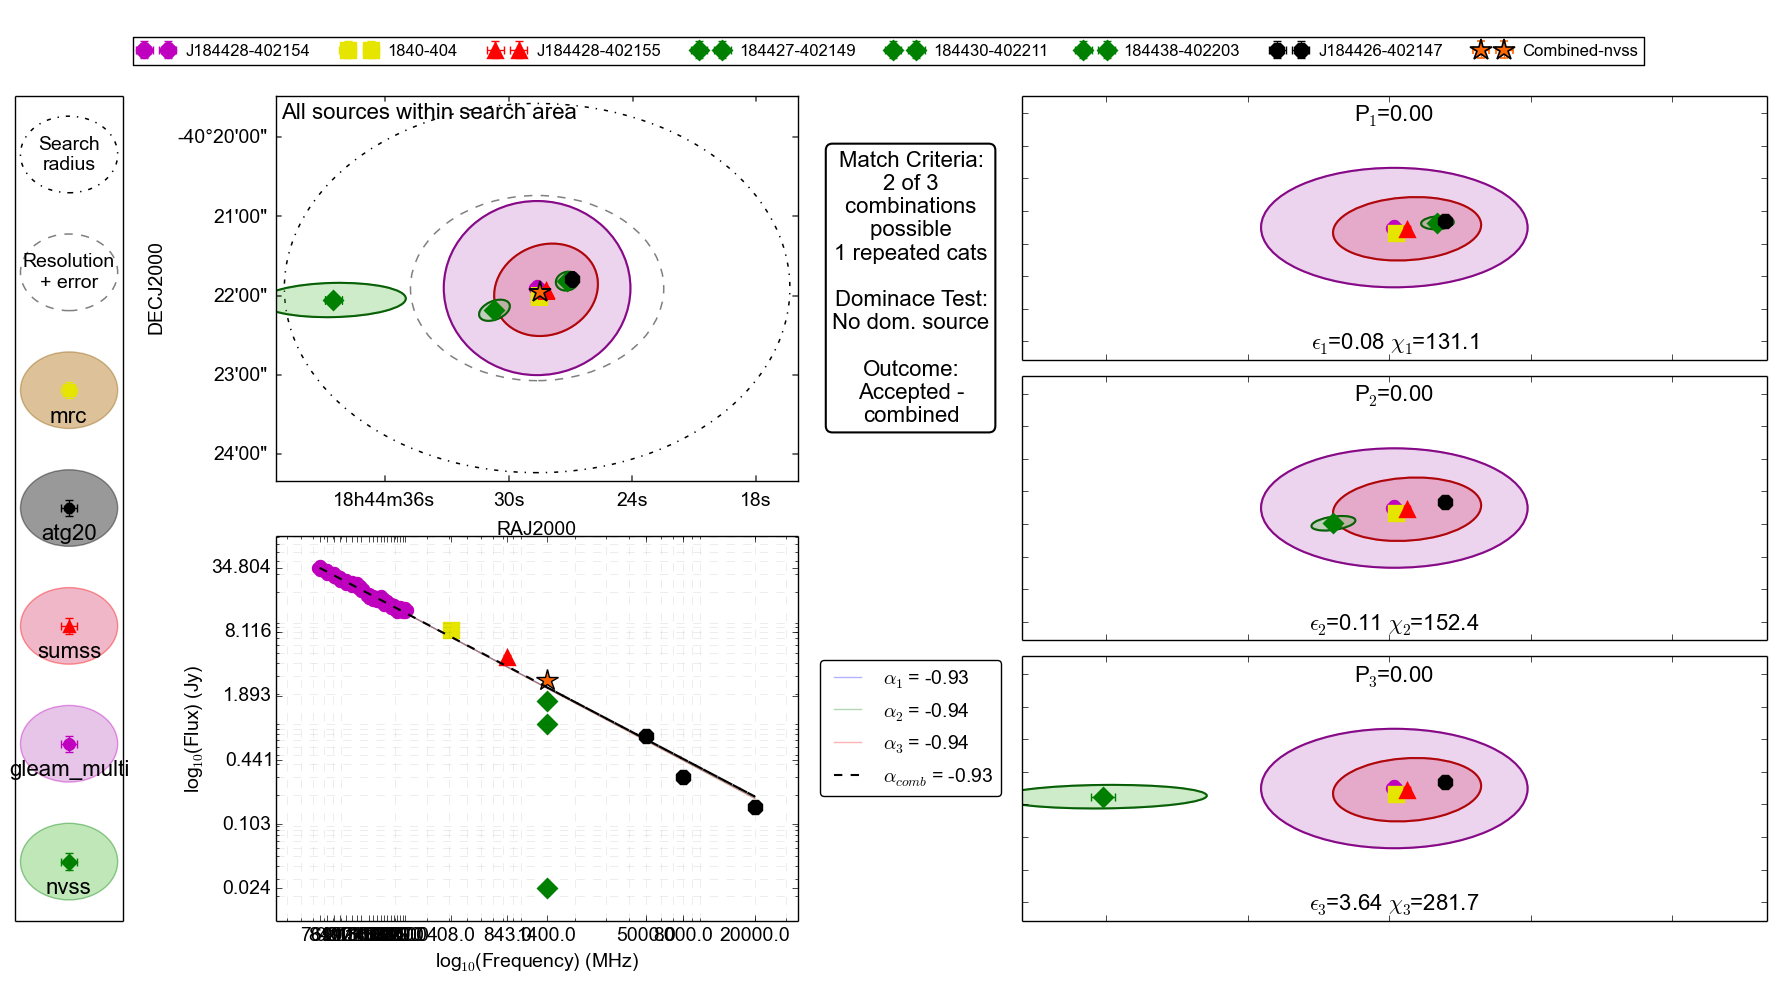 J184428-402154 1840-404 J184428-402155 184427-402149 184430-402211 184438-402203 J184426-402147 Combined-nvss
Search
radius
Resolution
+ error
mrc
atg20
sumss
gleam_multi
nvss
All sources within search area
-40°20'00"
21'00"
22'00"
23'00"
24'00"
DECJ2000
18h44m36s 30s 24s 18s
RAJ2000
Match Criteria:
2 of 3
combinations
possible
1 repeated cats
Dominace Test:
No dom. source
Outcome:
Accepted -
combined
34.804
8.116
1.893
0.441
0.103
0.024
log10(Flux) (Jy)
408.0 843.0 1400.0 5000.0 8000.0 20000.0
log10(Frequency) (MHz)
α1 = -0.93
α2 = -0.94
α3 = -0.94
αcomb = -0.93
P1=0.00
ϵ1=0.08 χ1=131.1
P2=0.00
ϵ2=0.11 χ2=152.4
P3=0.00
ϵ3=3.64 χ3=281.7